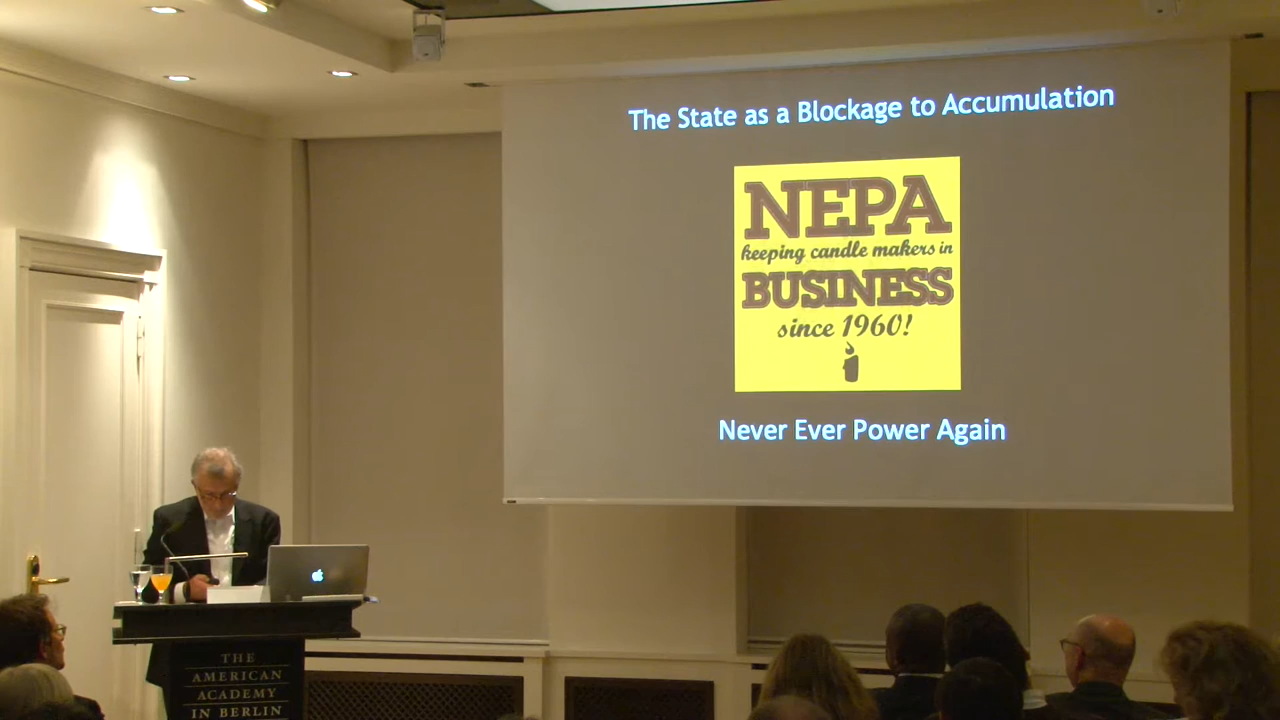 The State as a Blockage to Accumulation
NEPA
keeping candle makers in
BUSINESS
since 1960!
Never Ever Power Again
THE
AMERICAN
ACADEMY
IN BERLIN